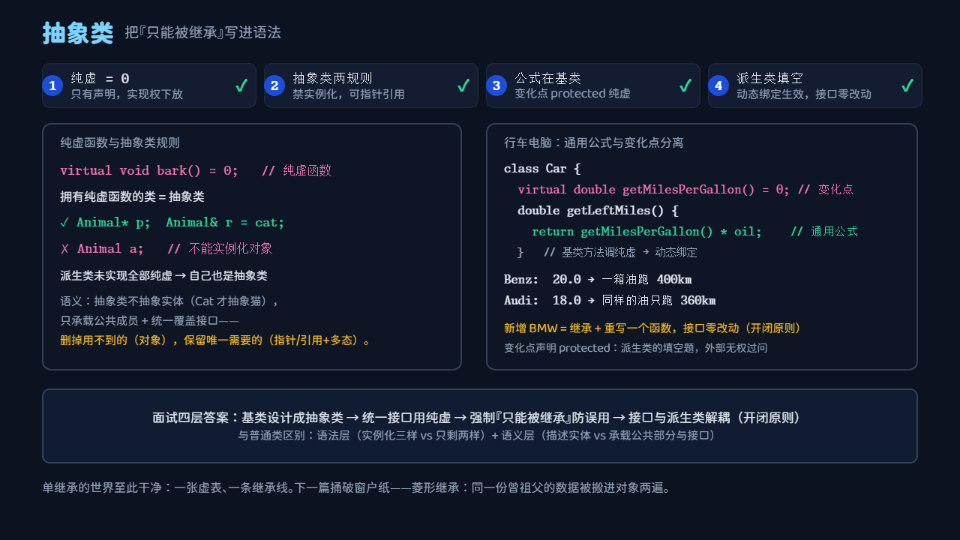 抽象类 把『只能被继承』写进语法
1 纯虚 = 0 ✓
只有声明，实现权下放
2 抽象类两规则 ✓
禁实例化，可指针引用
3 公式在基类 ✓
变化点 protected 纯虚
4 派生类填空 ✓
动态绑定生效，接口零改动
纯虚函数与抽象类规则
virtual void bark() = 0; // 纯虚函数
拥有纯虚函数的类 = 抽象类
✓ Animal* p; Animal& r = cat;
✗ Animal a; // 不能实例化对象
派生类未实现全部纯虚 → 自己也是抽象类
语义：抽象类不抽象实体（Cat 才抽象猫），
只承载公共成员 + 统一覆盖接口——
删掉用不到的（对象），保留唯一需要的（指针/引用+多态）。
行车电脑：通用公式与变化点分离
class Car {
virtual double getMilesPerGallon() = 0; // 变化点
double getLeftMiles() {
return getMilesPerGallon() * oil; // 通用公式
} // 基类方法调纯虚 → 动态绑定
Benz: 20.0 → 一箱油跑 400km
Audi: 18.0 → 同样的油只跑 360km
新增 BMW = 继承 + 重写一个函数，接口零改动（开闭原则）
变化点声明 protected：派生类的填空题，外部无权过问
面试四层答案：基类设计成抽象类 → 统一接口用纯虚 → 强制『只能被继承』防误用 → 接口与派生类解耦（开闭原则）
与普通类区别：语法层（实例化三样 vs 只剩两样）+ 语义层（描述实体 vs 承载公共部分与接口）
单继承的世界至此干净：一张虚表、一条继承线。下一篇捅破窗户纸——菱形继承：同一份曾祖父的数据被搬进对象两遍。